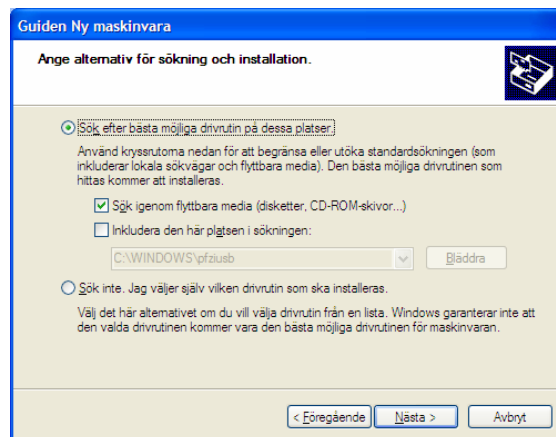 Guiden Ny maskinvara
Ange alternativ för sökning och installation.
Sök efter bästa möjliga drivrutin på dessa platser.
Använd kryssrutorna nedan för att begränsa eller utöka standardsökningen (som
inkluderar lokala sökvägar och flyttbara media). Den bästa möjliga drivrutinen som
hittas kommer att installeras.
Sök igenom flyttbara media (disketter, CD-ROM-skivor...)
Inkludera den här platsen i sökningen:
C:\WINDOWS\pfziusb
Bläddra
Sök inte. Jag väljer själv vilken drivrutin som ska installeras.
Välj det här alternativet om du vill välja drivrutin från en lista. Windows garanterar inte att
den valda drivrutinen kommer vara den bästa möjliga drivrutinen för maskinvaran.
< Föregående Nästa > Avbryt